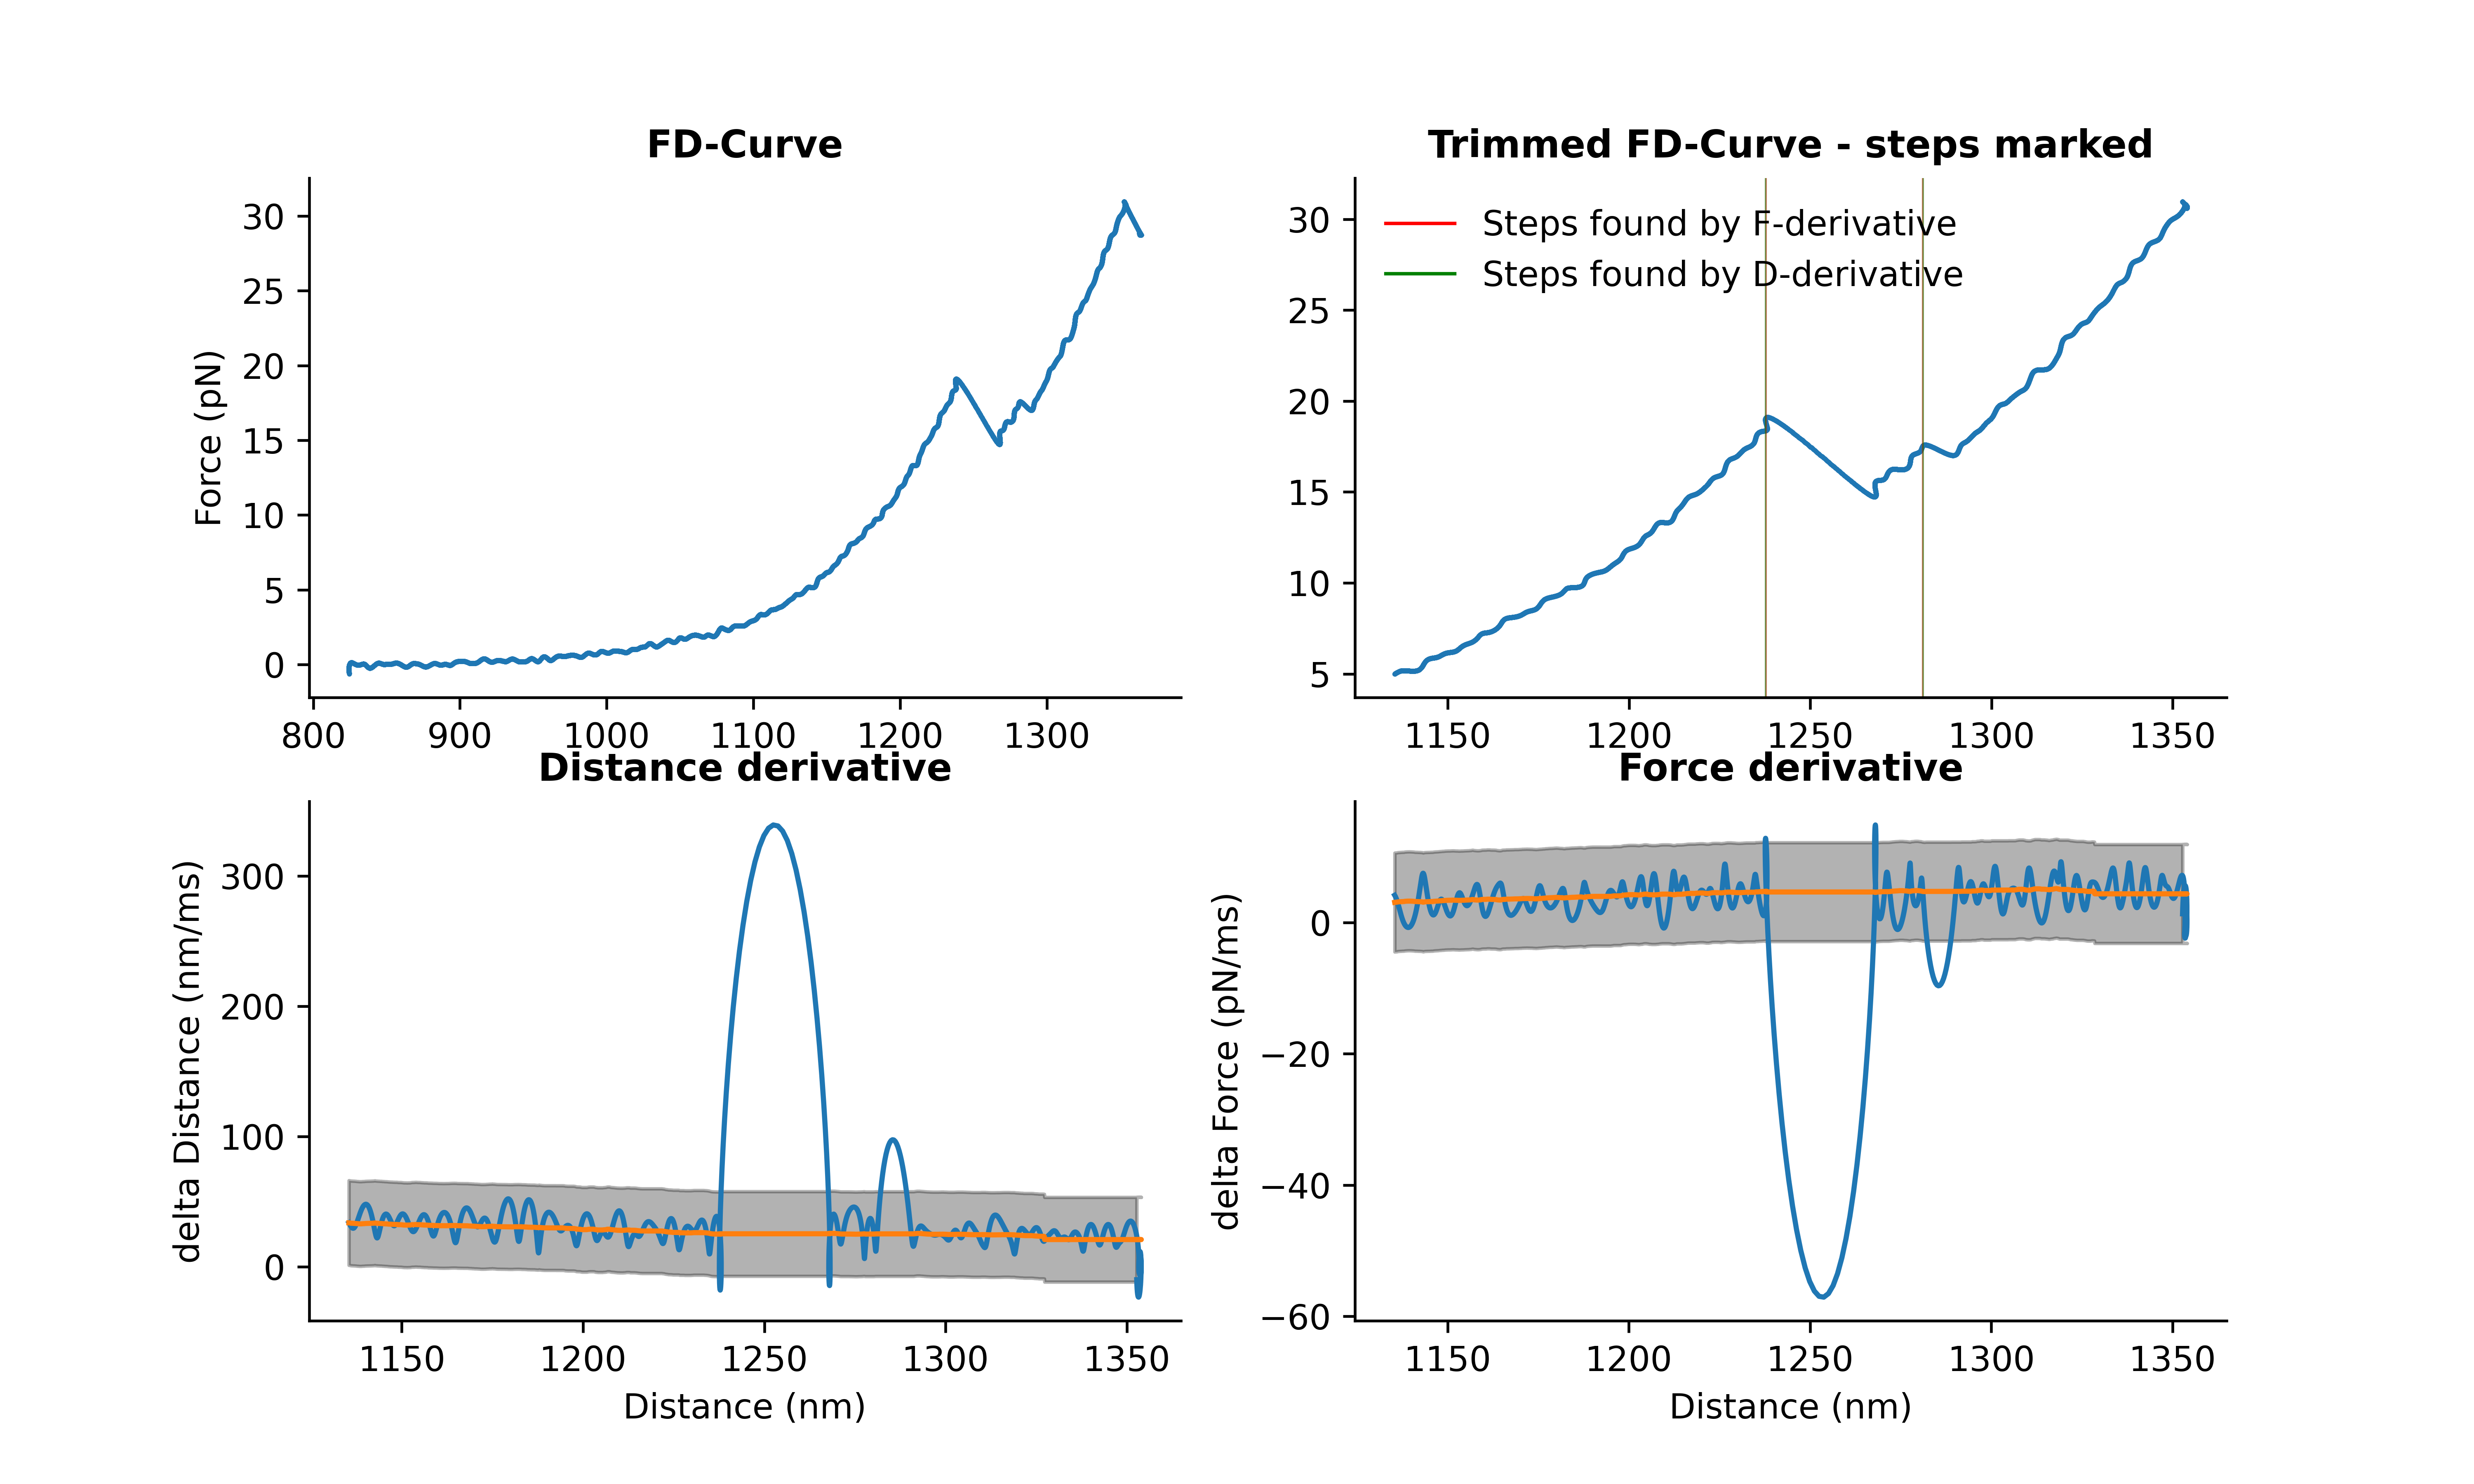 FD-Curve
Force (pN)
30
25
20
15
10
5
0
800 900 1000 1100 1200 1300
Trimmed FD-Curve - steps marked
Steps found by F-derivative
Steps found by D-derivative
30
25
20
15
10
5
1150 1200 1250 1300 1350
Distance derivative
delta Distance (nm/ms)
300
200
100
0
1150 1200 1250 1300 1350
Distance (nm)
Force derivative
delta Force (pN/ms)
0
−20
−40
−60
1150 1200 1250 1300 1350
Distance (nm)